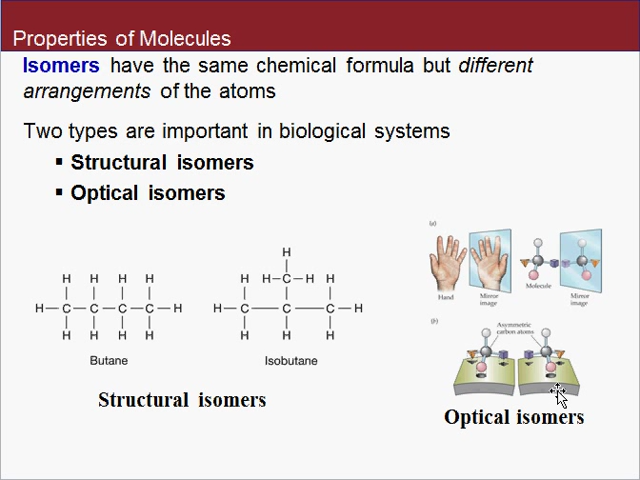 Properties of Molecules
Isomers have the same chemical formula but different
arrangements of the atoms
Two types are important in biological systems
▪ Structural isomers
▪ Optical isomers
H H H H
H–C–C–C–C–H
H H H H
Butane
H
H H–C–H H
H–C–C–C–H
H H H
Isobutane
Structural isomers
(a)
Hand
Mirror
image
Molecule
Mirror
image
(b)
Asymmetric
carbon atoms
Optical isomers